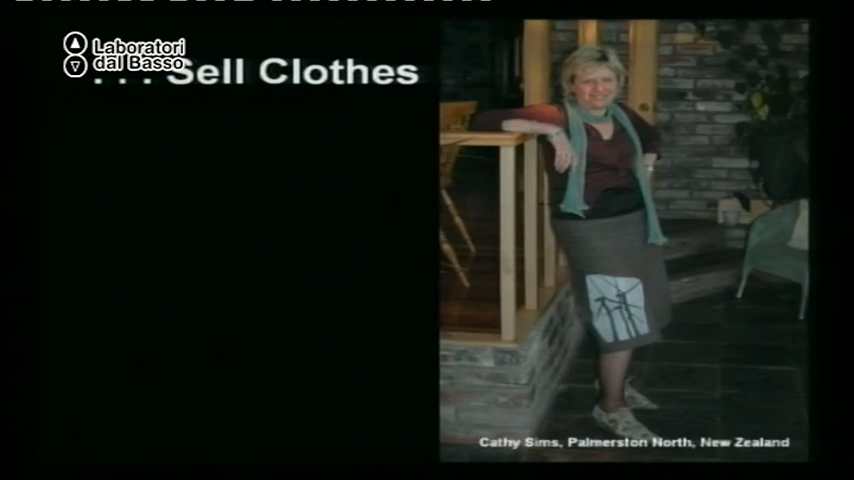 Laboratori
dal Basso
. . . Sell Clothes
Cathy Sims, Palmerston North, New Zealand